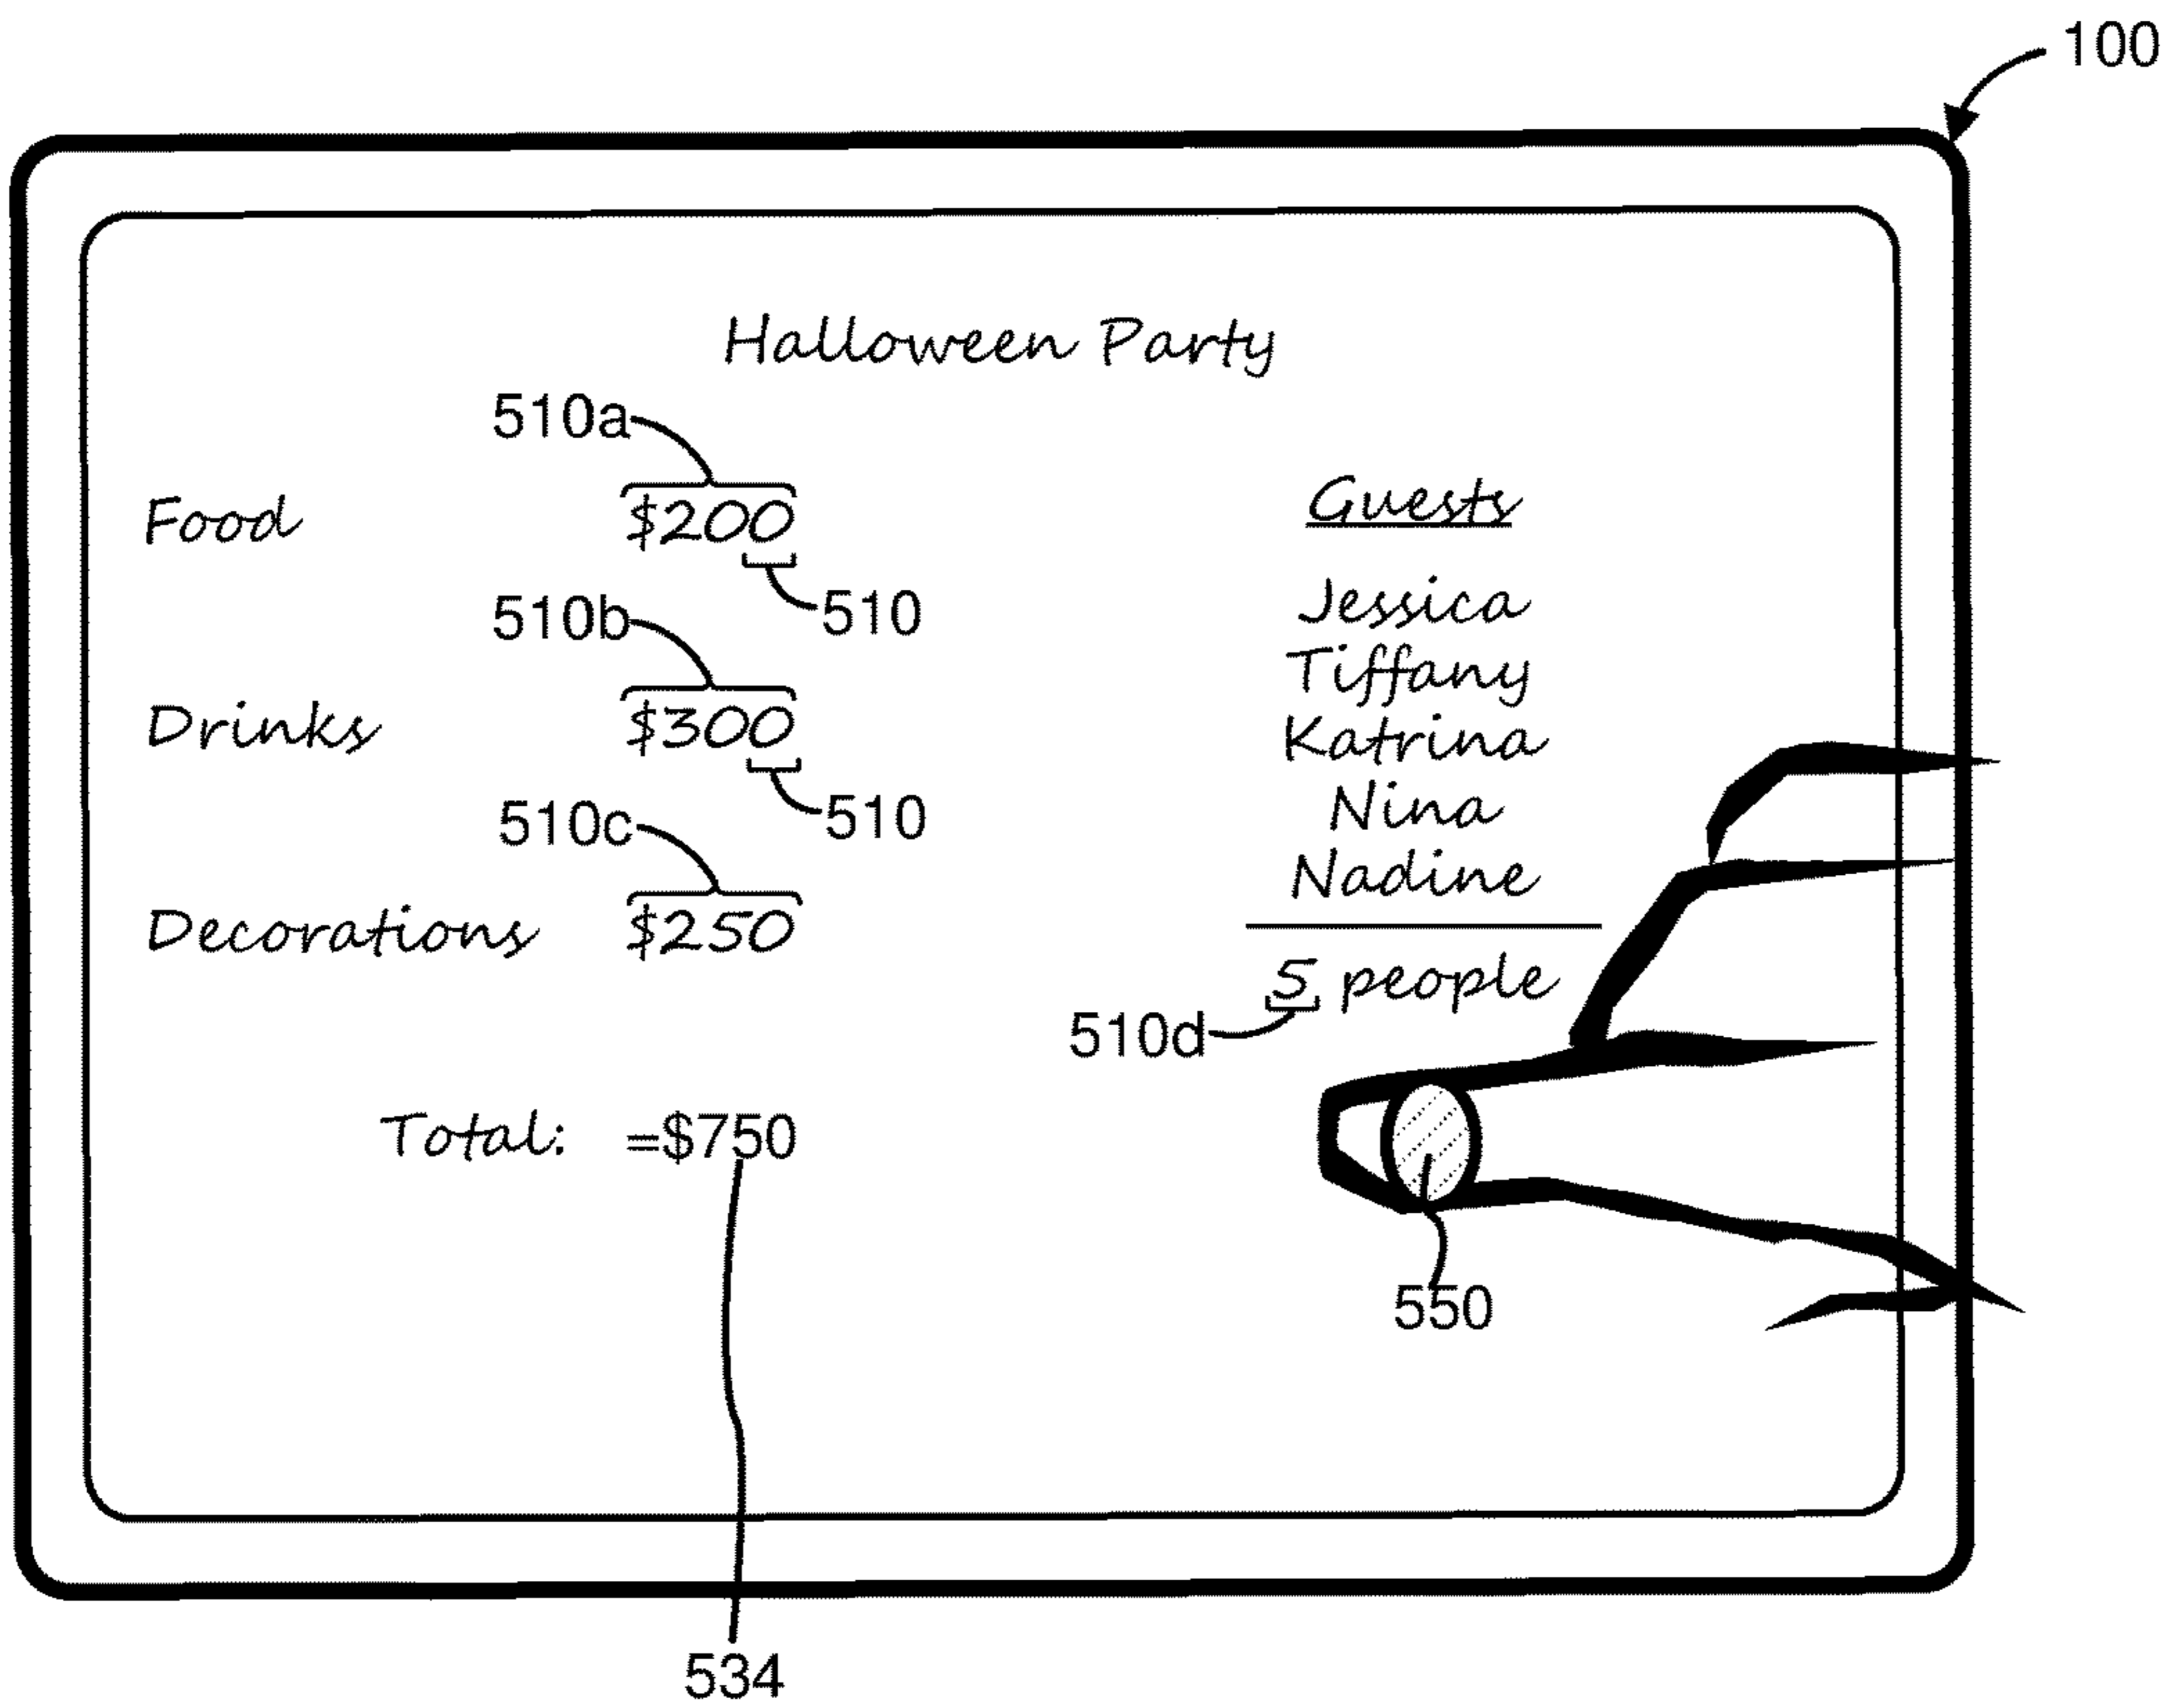 100
Halloween Party
510a
Food $200
510
510b
Drinks $300
510
510c
Decorations $250
Total: =$750
534
Guests
Jessica
Tiffany
Katrina
Nina
Nadine
5 people
510d
550